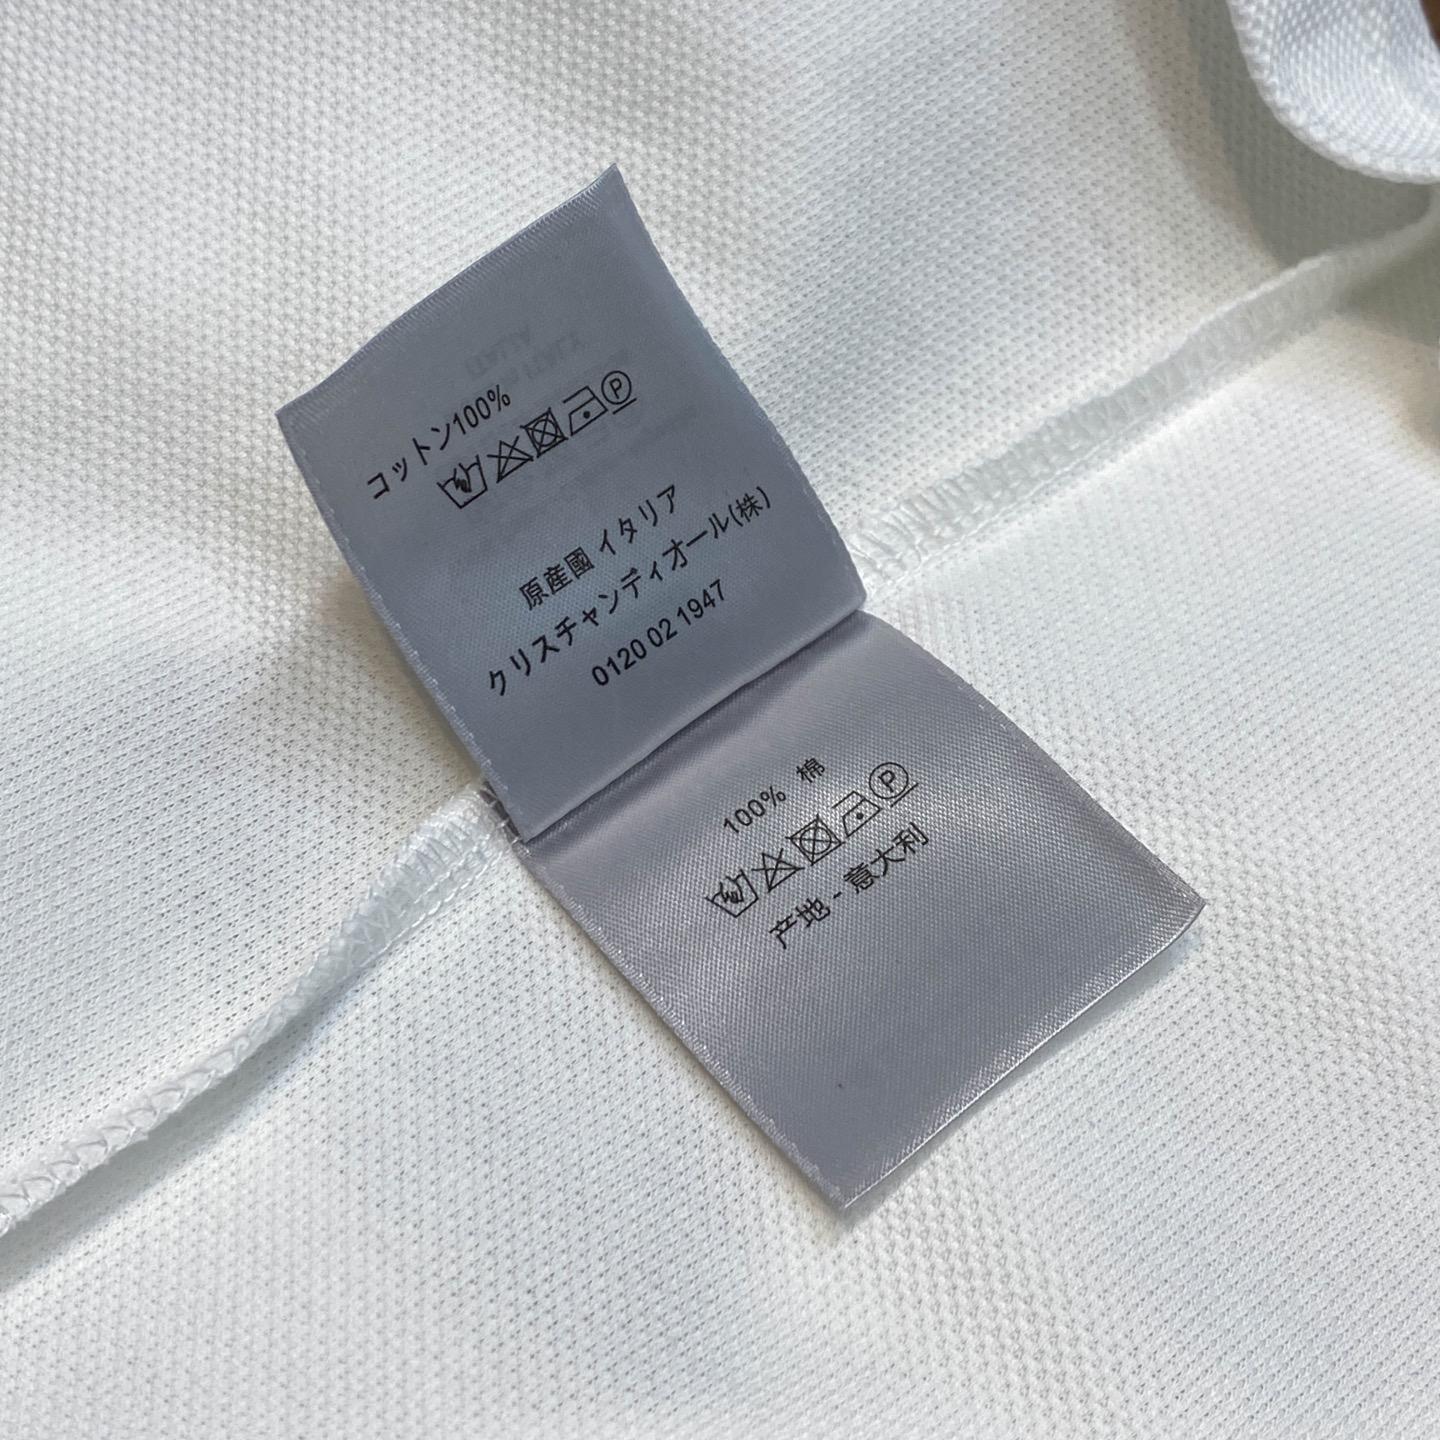 コットン100%
原産國 イタリア
クリスチャンディオール(株)
0120 02 1947
100% 棉
产地 - 意大利